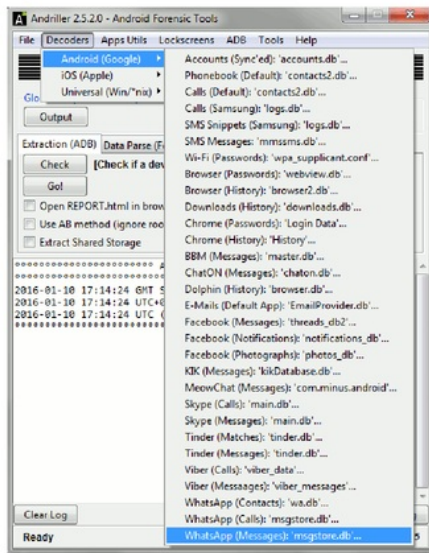 Andriller 2.5.2.0 - Android Forensic Tools
File Decoders Apps Utils Lockscreens ADB Tools Help
Android (Google)
iOS (Apple)
Universal (Win/*nix)
Accounts (Sync'ed): 'accounts.db'...
Phonebook (Default): 'contacts2.db'...
Calls (Default): 'contacts2.db'...
Calls (Samsung): 'logs.db'...
SMS Snippets (Samsung): 'logs.db'...
SMS Messages: 'mmssms.db'...
Wi-Fi (Passwords): 'wpa_supplicant.conf'...
Browser (Passwords): 'webview.db'...
Browser (History): 'browser2.db'...
Downloads (History): 'downloads.db'...
Chrome (Passwords): 'Login Data'...
Chrome (History): 'History'...
BBM (Messages): 'master.db'...
ChatON (Messages): 'chaton.db'...
Dolphin (History): 'browser.db'...
E-Mails (Default App): 'EmailProvider.db'...
Facebook (Messages): 'threads_db2'...
Facebook (Notifications): 'notifications_db'...
Facebook (Photographs): 'photos_db'...
KIK (Messages): 'kikDatabase.db'...
MeowChat (Messages): 'com.minus.android'...
Skype (Calls): 'main.db'...
Skype (Messages): 'main.db'...
Tinder (Matches): 'tinder.db'...
Tinder (Messages): 'tinder.db'...
Viber (Calls): 'viber_data'...
Viber (Messaages): 'viber_messages'...
WhatsApp (Contacts): 'wa.db'...
WhatsApp (Calls): 'msgstore.db'...
WhatsApp (Messages): 'msgstore.db'...
Glo
Output
Extraction (ADB) Data Parse (F
Check [Check if a dev
Go!
Open REPORT.html in brow
Use AB method (ignore roo
Extract Shared Storage
2016-01-10 17:14:24 GMT S
2016-01-10 17:14:24 UTC+0
2016-01-10 17:14:24 UTC (
Clear Log
Ready